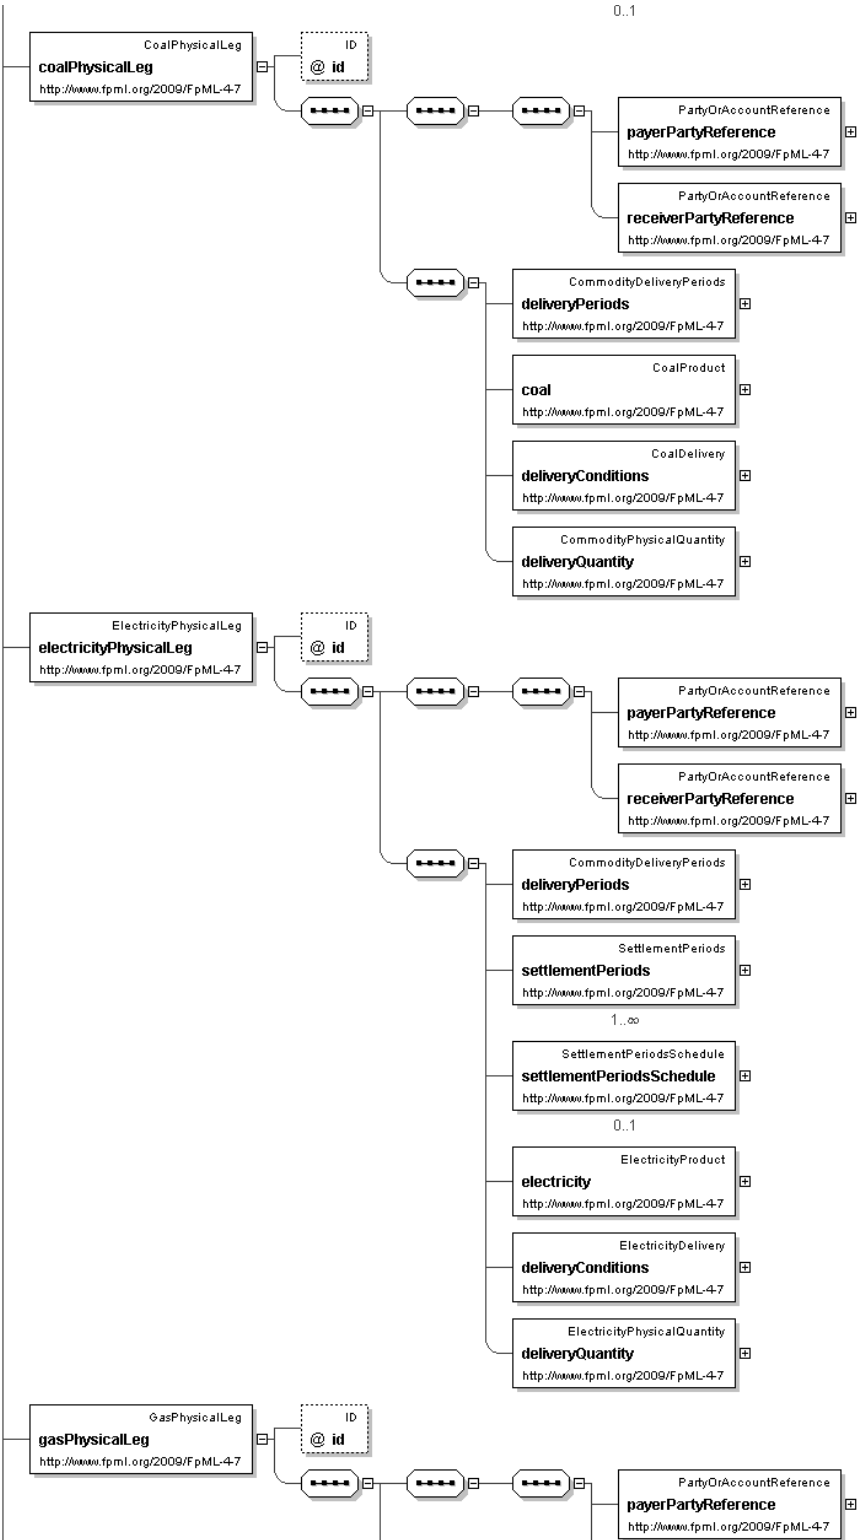 0..1
CoalPhysicalLeg
coalPhysicalLeg
http://www.fpml.org/2009/FpML-4-7
ID
@ id
PartyOrAccountReference
payerPartyReference
http://www.fpml.org/2009/FpML-4-7
PartyOrAccountReference
receiverPartyReference
http://www.fpml.org/2009/FpML-4-7
CommodityDeliveryPeriods
deliveryPeriods
http://www.fpml.org/2009/FpML-4-7
CoalProduct
coal
http://www.fpml.org/2009/FpML-4-7
CoalDelivery
deliveryConditions
http://www.fpml.org/2009/FpML-4-7
CommodityPhysicalQuantity
deliveryQuantity
http://www.fpml.org/2009/FpML-4-7
ElectricityPhysicalLeg
electricityPhysicalLeg
http://www.fpml.org/2009/FpML-4-7
ID
@ id
PartyOrAccountReference
payerPartyReference
http://www.fpml.org/2009/FpML-4-7
PartyOrAccountReference
receiverPartyReference
http://www.fpml.org/2009/FpML-4-7
CommodityDeliveryPeriods
deliveryPeriods
http://www.fpml.org/2009/FpML-4-7
SettlementPeriods
settlementPeriods
http://www.fpml.org/2009/FpML-4-7
1..∞
SettlementPeriodsSchedule
settlementPeriodsSchedule
http://www.fpml.org/2009/FpML-4-7
0..1
ElectricityProduct
electricity
http://www.fpml.org/2009/FpML-4-7
ElectricityDelivery
deliveryConditions
http://www.fpml.org/2009/FpML-4-7
ElectricityPhysicalQuantity
deliveryQuantity
http://www.fpml.org/2009/FpML-4-7
GasPhysicalLeg
gasPhysicalLeg
http://www.fpml.org/2009/FpML-4-7
ID
@ id
PartyOrAccountReference
payerPartyReference
http://www.fpml.org/2009/FpML-4-7